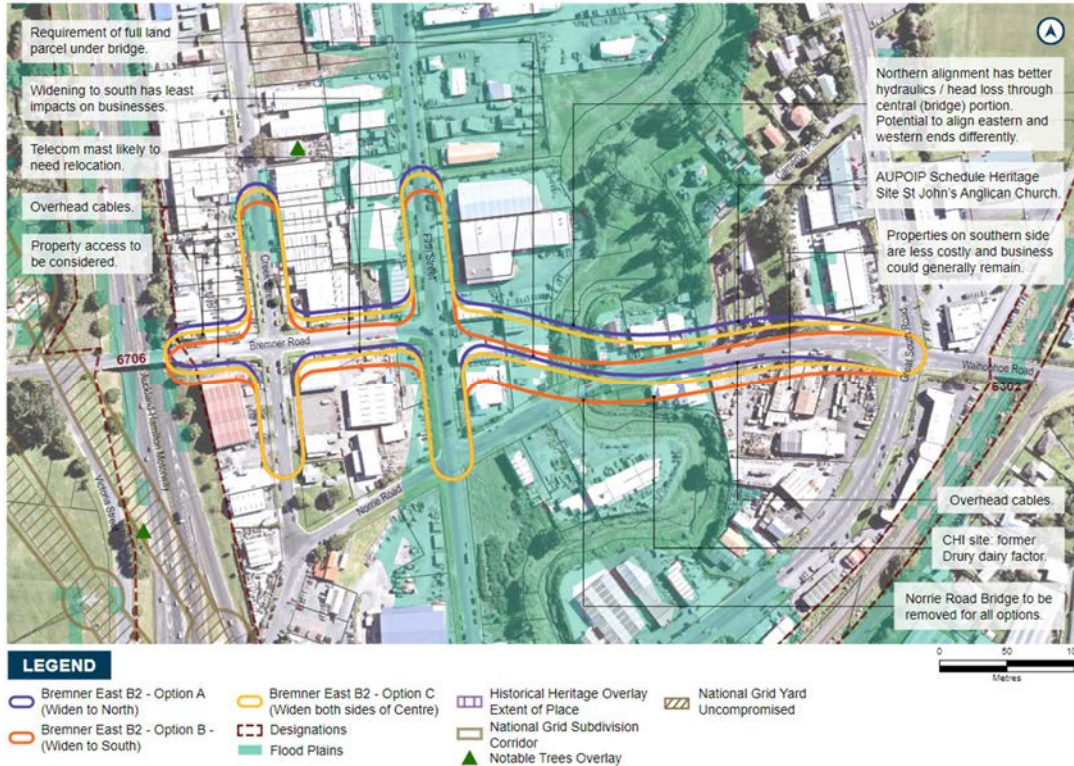 Requirement of full land
parcel under bridge.
Widening to south has least
impacts on businesses.
Telecom mast likely to
need relocation.
Overhead cables.
Property access to
be considered.
Northern alignment has better
hydraulics / head loss through
central (bridge) portion.
Potential to align eastern and
western ends differently.
AUPOIP Schedule Heritage
Site St John's Anglican Church.
Properties on southern side
are less costly and business
could generally remain.
Overhead cables.
CHI site: former
Drury dairy factor.
Norrie Road Bridge to be
removed for all options.
Creek Street
Firth Street
Bremner Road
Norrie Road
Great South Road
Waihoehoe Road
Victoria Street
Auckland Hamilton Motorway
6706
6302
0 50 100
Metres
LEGEND
Bremner East B2 - Option A
(Widen to North)
Bremner East B2 - Option B -
(Widen to South)
Bremner East B2 - Option C
(Widen both sides of Centre)
Designations
Flood Plains
Historical Heritage Overlay
Extent of Place
National Grid Subdivision
Corridor
Notable Trees Overlay
National Grid Yard
Uncompromised